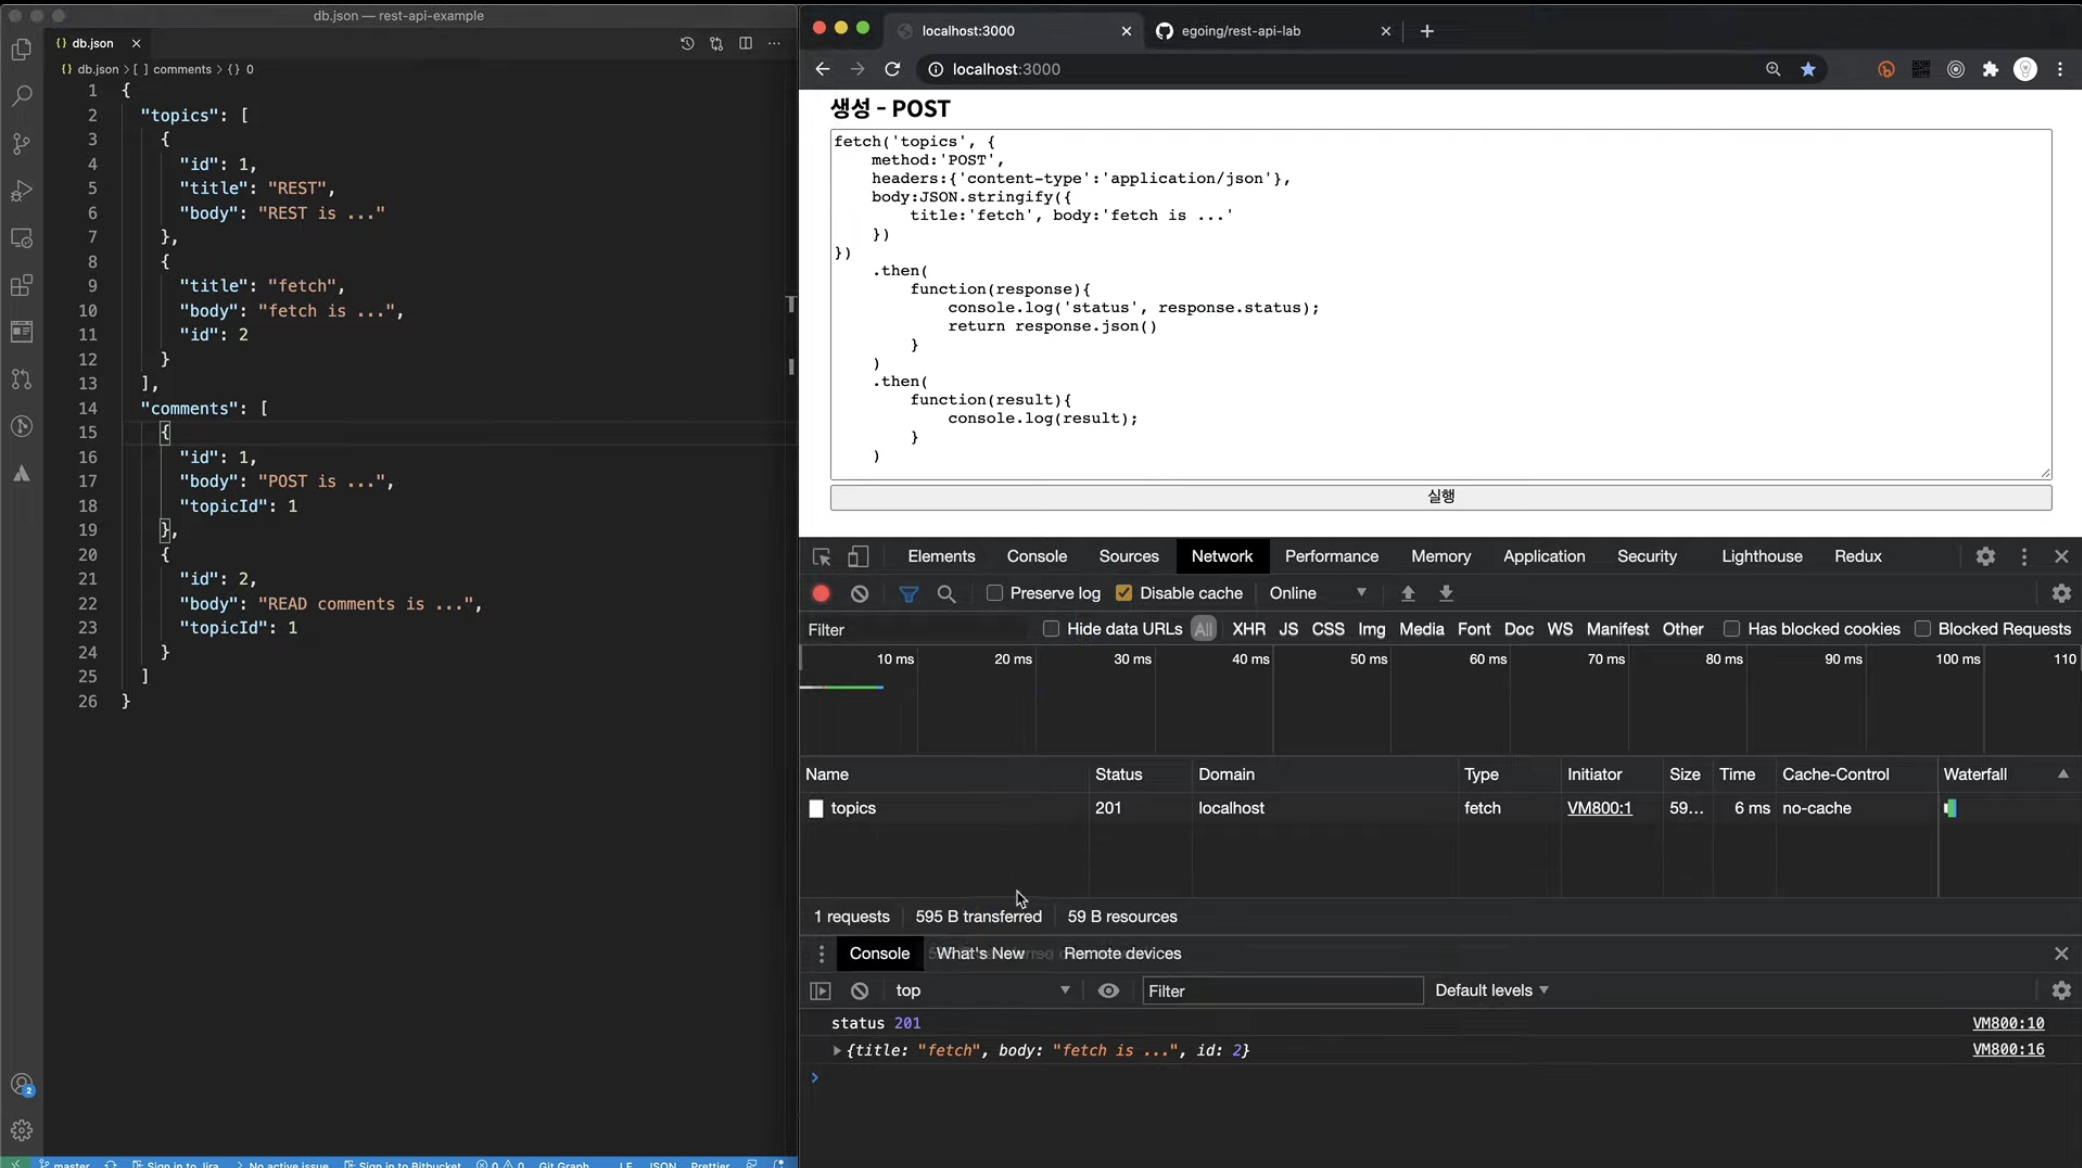 db.json — rest-api-example
{} db.json
{} db.json > [ ] comments > {} 0
1 {
2 "topics": [
3 {
4 "id": 1,
5 "title": "REST",
6 "body": "REST is ..."
7 },
8 {
9 "title": "fetch",
10 "body": "fetch is ...",
11 "id": 2
12 }
13 ],
14 "comments": [
15 {
16 "id": 1,
17 "body": "POST is ...",
18 "topicId": 1
19 },
20 {
21 "id": 2,
22 "body": "READ comments is ...",
23 "topicId": 1
24 }
25 ]
26 }
2
master Sign in to Jira No active issue Sign in to Bitbucket 0 0 Git Graph LF JSON Prettier
localhost:3000
egoing/rest-api-lab
localhost:3000
생성 - POST
fetch('topics', {
method:'POST',
headers:{'content-type':'application/json'},
body:JSON.stringify({
title:'fetch', body:'fetch is ...'
})
})
.then(
function(response){
console.log('status', response.status);
return response.json()
}
)
.then(
function(result){
console.log(result);
}
)
실행
Elements Console Sources Network Performance Memory Application Security Lighthouse Redux
Preserve log Disable cache Online
Filter Hide data URLs All XHR JS CSS Img Media Font Doc WS Manifest Other Has blocked cookies Blocked Requests
10 ms 20 ms 30 ms 40 ms 50 ms 60 ms 70 ms 80 ms 90 ms 100 ms 110
Name Status Domain Type Initiator Size Time Cache-Control Waterfall
topics 201 localhost fetch VM800:1 59... 6 ms no-cache
1 requests 595 B transferred 59 B resources
Console What's New Remote devices
top Filter Default levels
status 201 VM800:10
{title: "fetch", body: "fetch is ...", id: 2} VM800:16